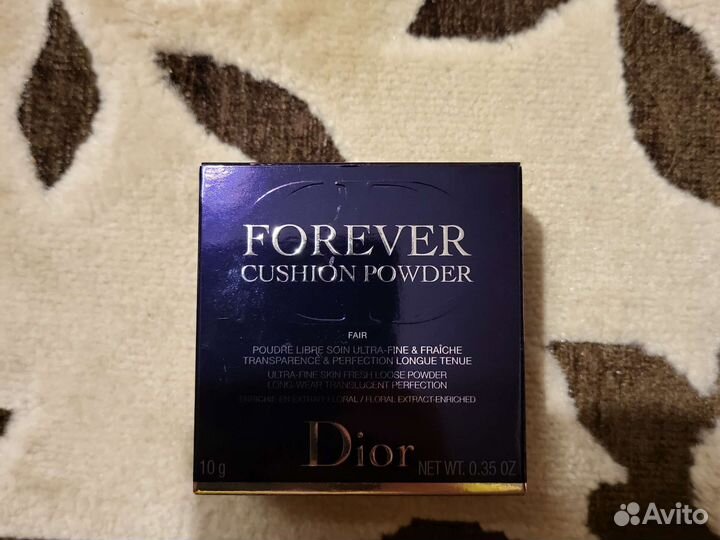 FOREVER
CUSHION POWDER
FAIR
POUDRE LIBRE SOIN ULTRA-FINE & FRAÎCHE
TRANSPARENCE & PERFECTION LONGUE TENUE
ULTRA-FINE SKIN FRESH LOOSE POWDER
LONG-WEAR TRANSLUCENT PERFECTION
ENRICHIE EN EXTRAIT FLORAL / FLORAL EXTRACT-ENRICHED
10 g Dior NET WT. 0.35 OZ
Avito